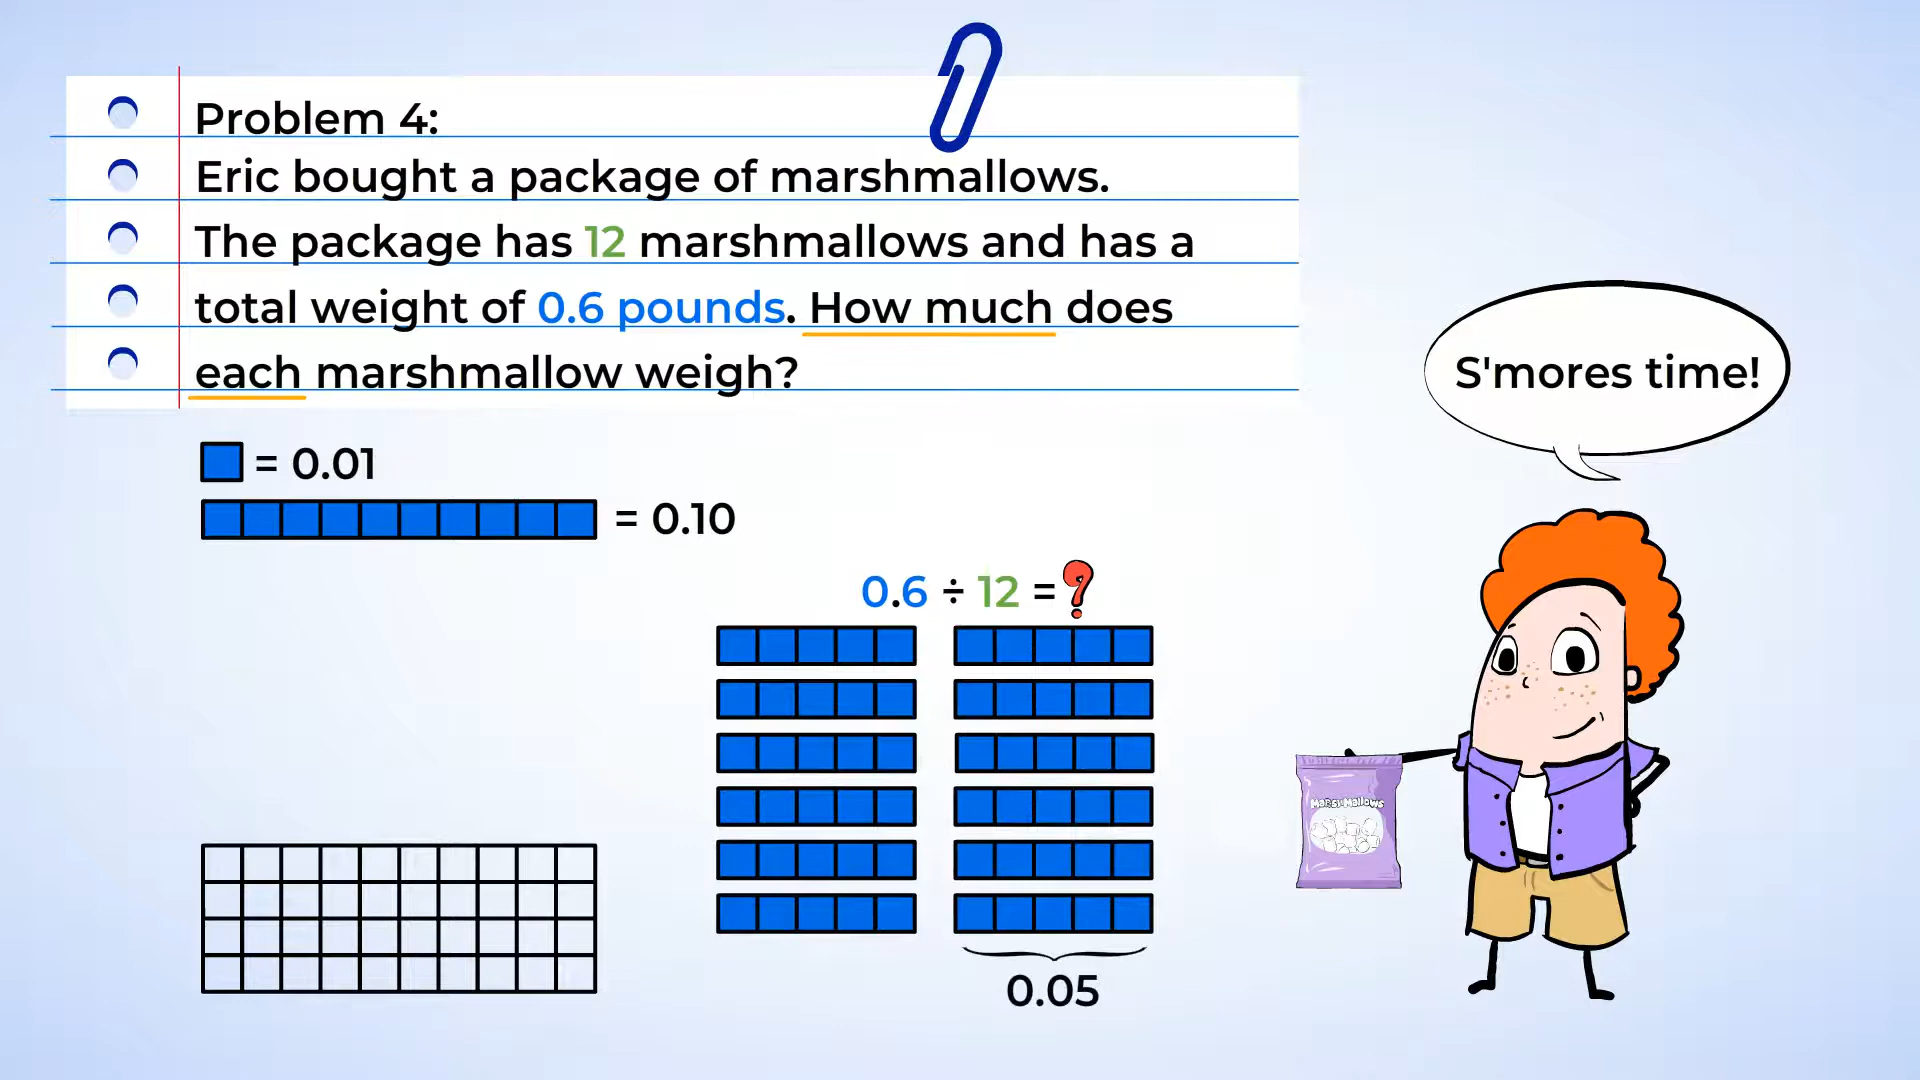 Problem 4:
Eric bought a package of marshmallows.
The package has 12 marshmallows and has a
total weight of 0.6 pounds. How much does
each marshmallow weigh?
= 0.01
= 0.10
0.6 ÷ 12 = ?
0.05
S'mores time!
MARSHMALLOWS